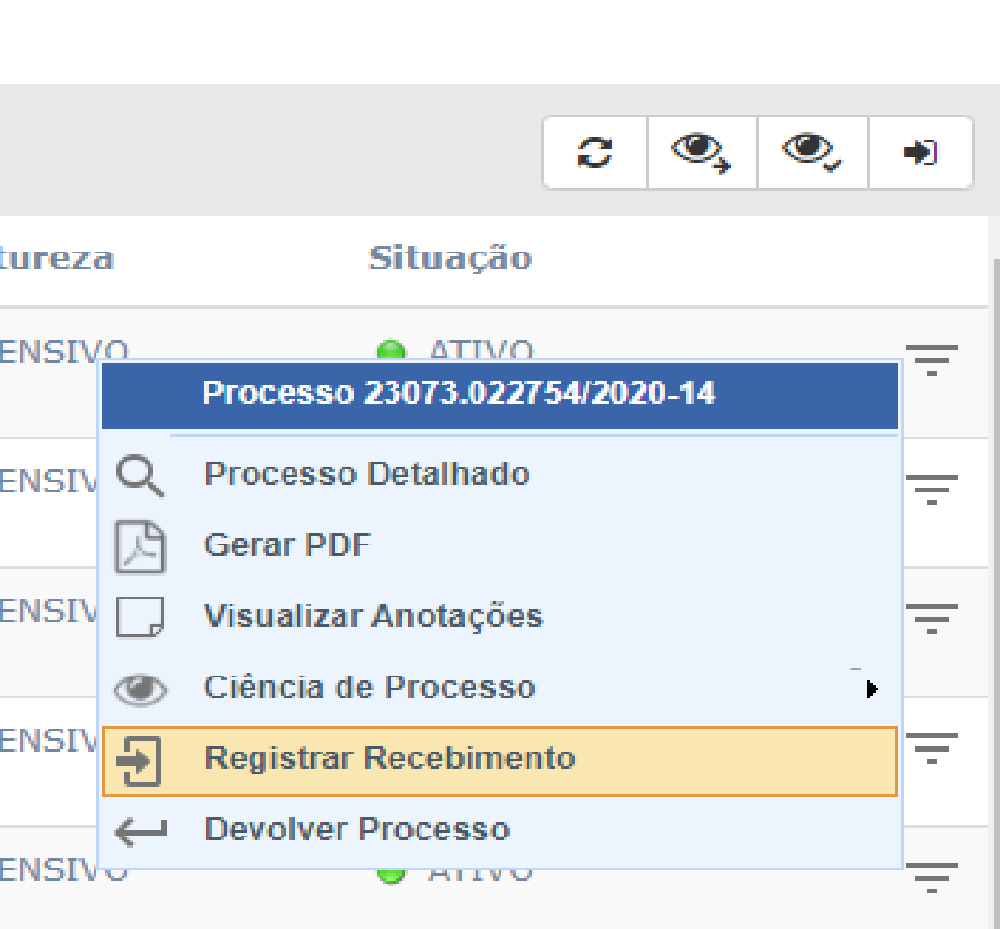 tureza Situação
ENSIVO ATIVO
Processo 23073.022754/2020-14
ENSIV Processo Detalhado
Gerar PDF
ENSIV Visualizar Anotações
Ciência de Processo
ENSIV Registrar Recebimento
Devolver Processo
ENSIVO ATIVO